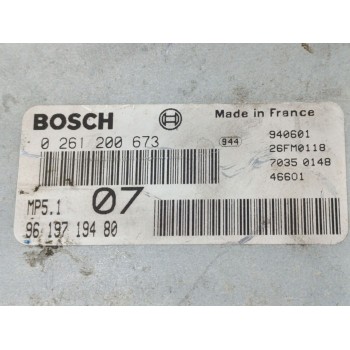 BOSCH Made in France
0 261 200 673 944 940601
26FM0118
7035 0148
46601
MP5.1 07
96 197 194 80